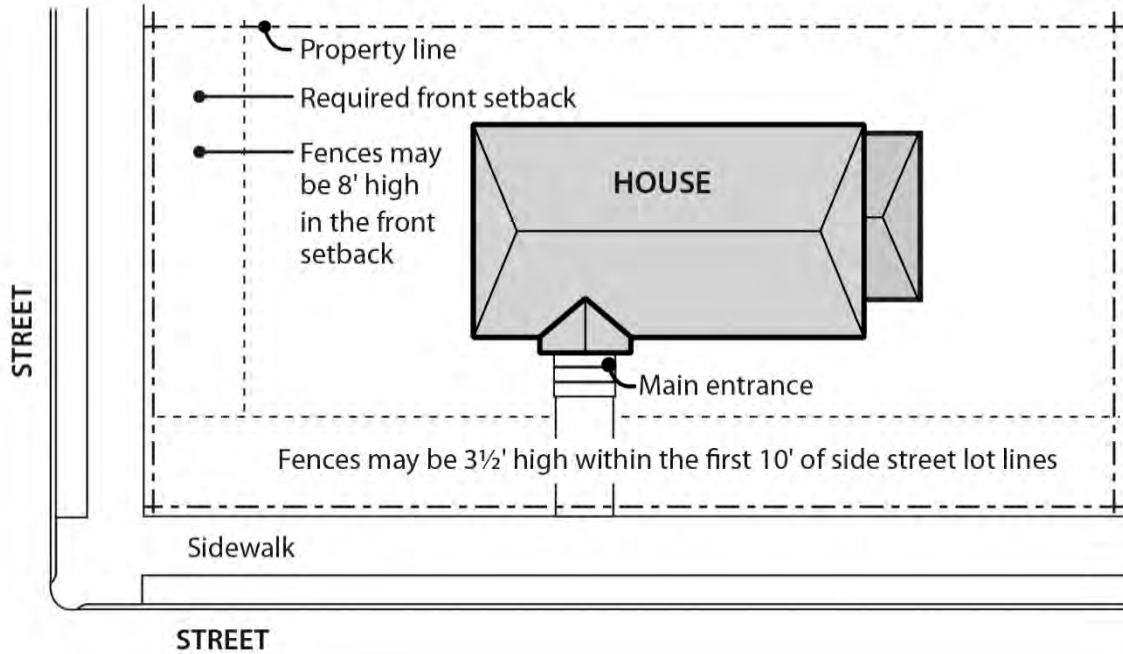 Property line
Required front setback
Fences may
be 8' high
in the front
setback
HOUSE
STREET
Main entrance
Fences may be 3½' high within the first 10' of side street lot lines
Sidewalk
STREET